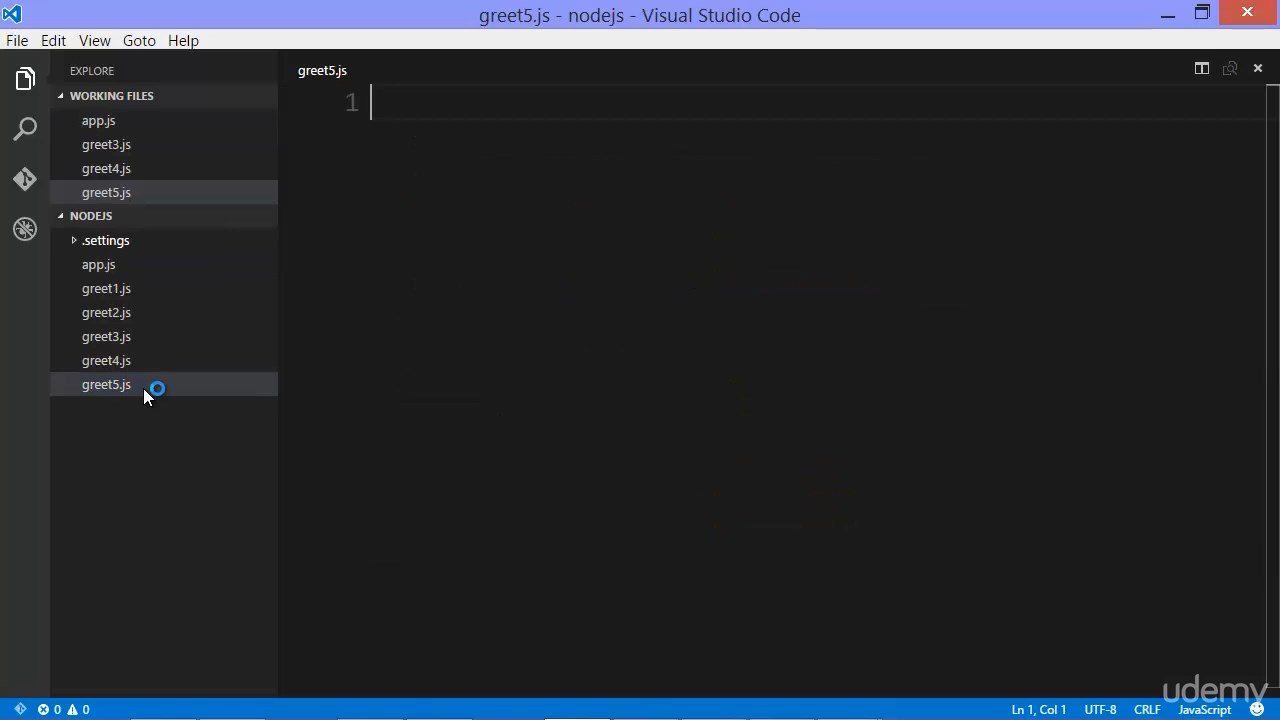 greet5.js - nodejs - Visual Studio Code
File Edit View Goto Help
EXPLORE
WORKING FILES
app.js
greet3.js
greet4.js
greet5.js
NODEJS
.settings
app.js
greet1.js
greet2.js
greet3.js
greet4.js
greet5.js
greet5.js
1
udemy
0 0 Ln 1, Col 1 UTF-8 CRLF JavaScript